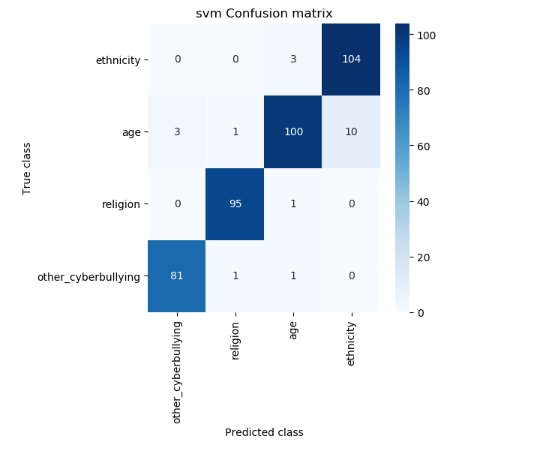 svm Confusion matrix
ethnicity 0 0 3 104
age 3 1 100 10
religion 0 95 1 0
other_cyberbullying 81 1 1 0
True class
other_cyberbullying religion age ethnicity
Predicted class
100
80
60
40
20
0